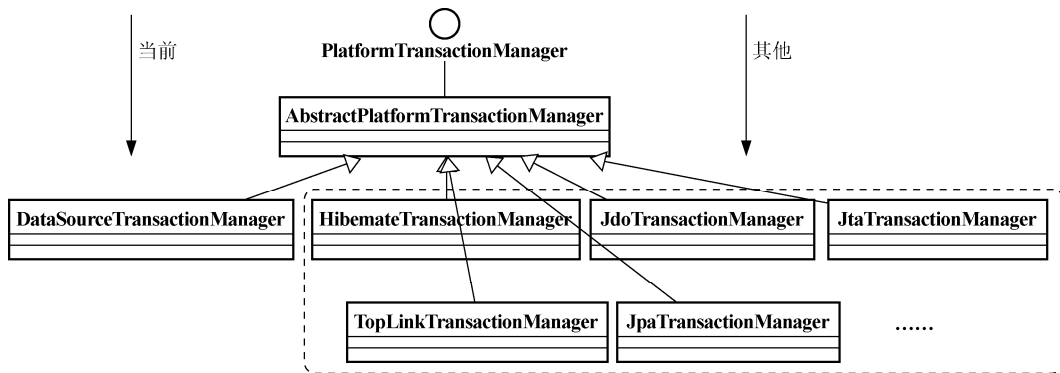 当前
其他
PlatformTransactionManager
AbstractPlatformTransactionManager
DataSourceTransactionManager
HibemateTransactionManager
JdoTransactionManager
JtaTransactionManager
TopLinkTransactionManager
JpaTransactionManager
......